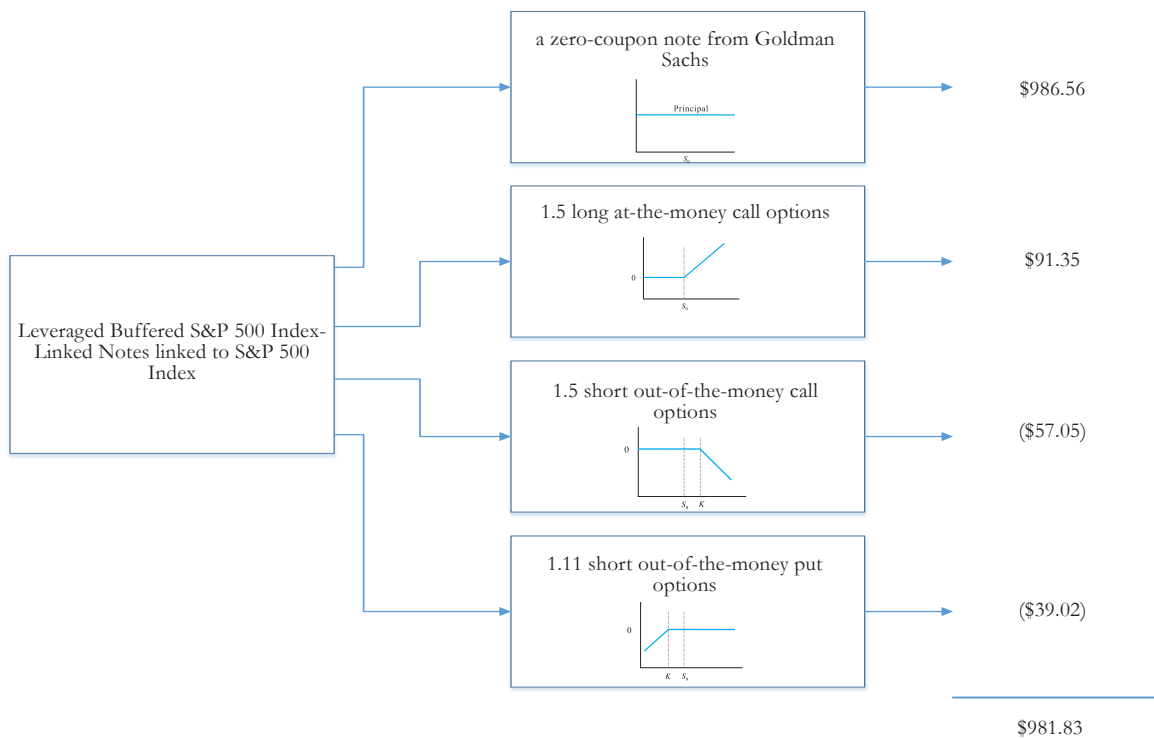 a zero-coupon note from Goldman
Sachs
Principal
S₀
$986.56
1.5 long at-the-money call options
0
S₀
$91.35
Leveraged Buffered S&P 500 Index-
Linked Notes linked to S&P 500
Index
1.5 short out-of-the-money call
options
0
S₀ K
($57.05)
1.11 short out-of-the-money put
options
0
K S₀
($39.02)
$981.83